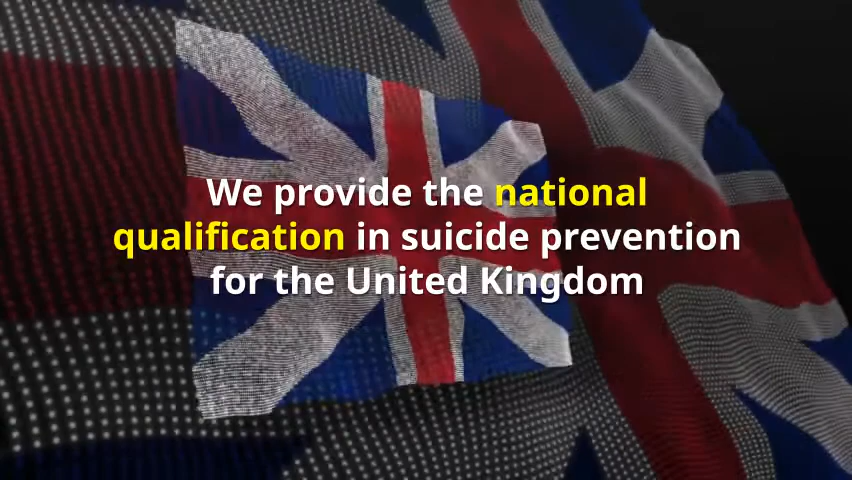 We provide the national
qualification in suicide prevention
for the United Kingdom